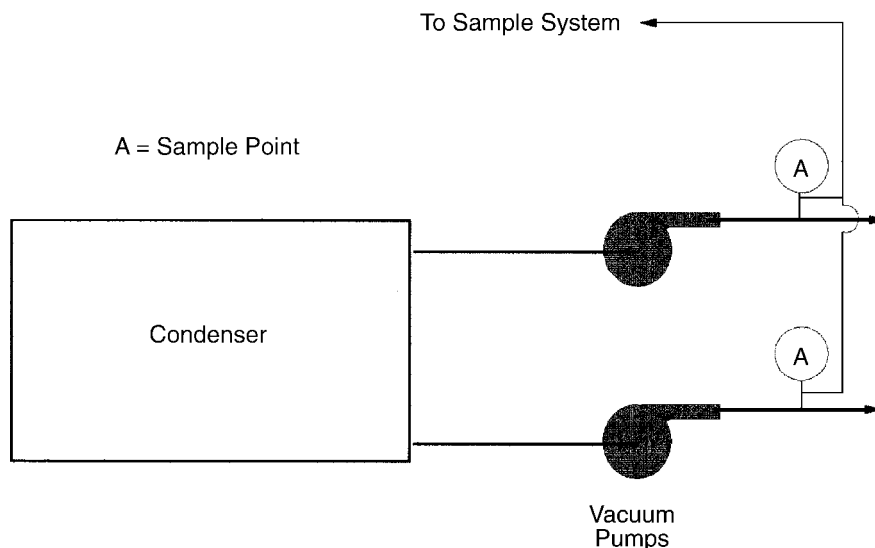 To Sample System
A = Sample Point
A
Condenser
A
Vacuum
Pumps